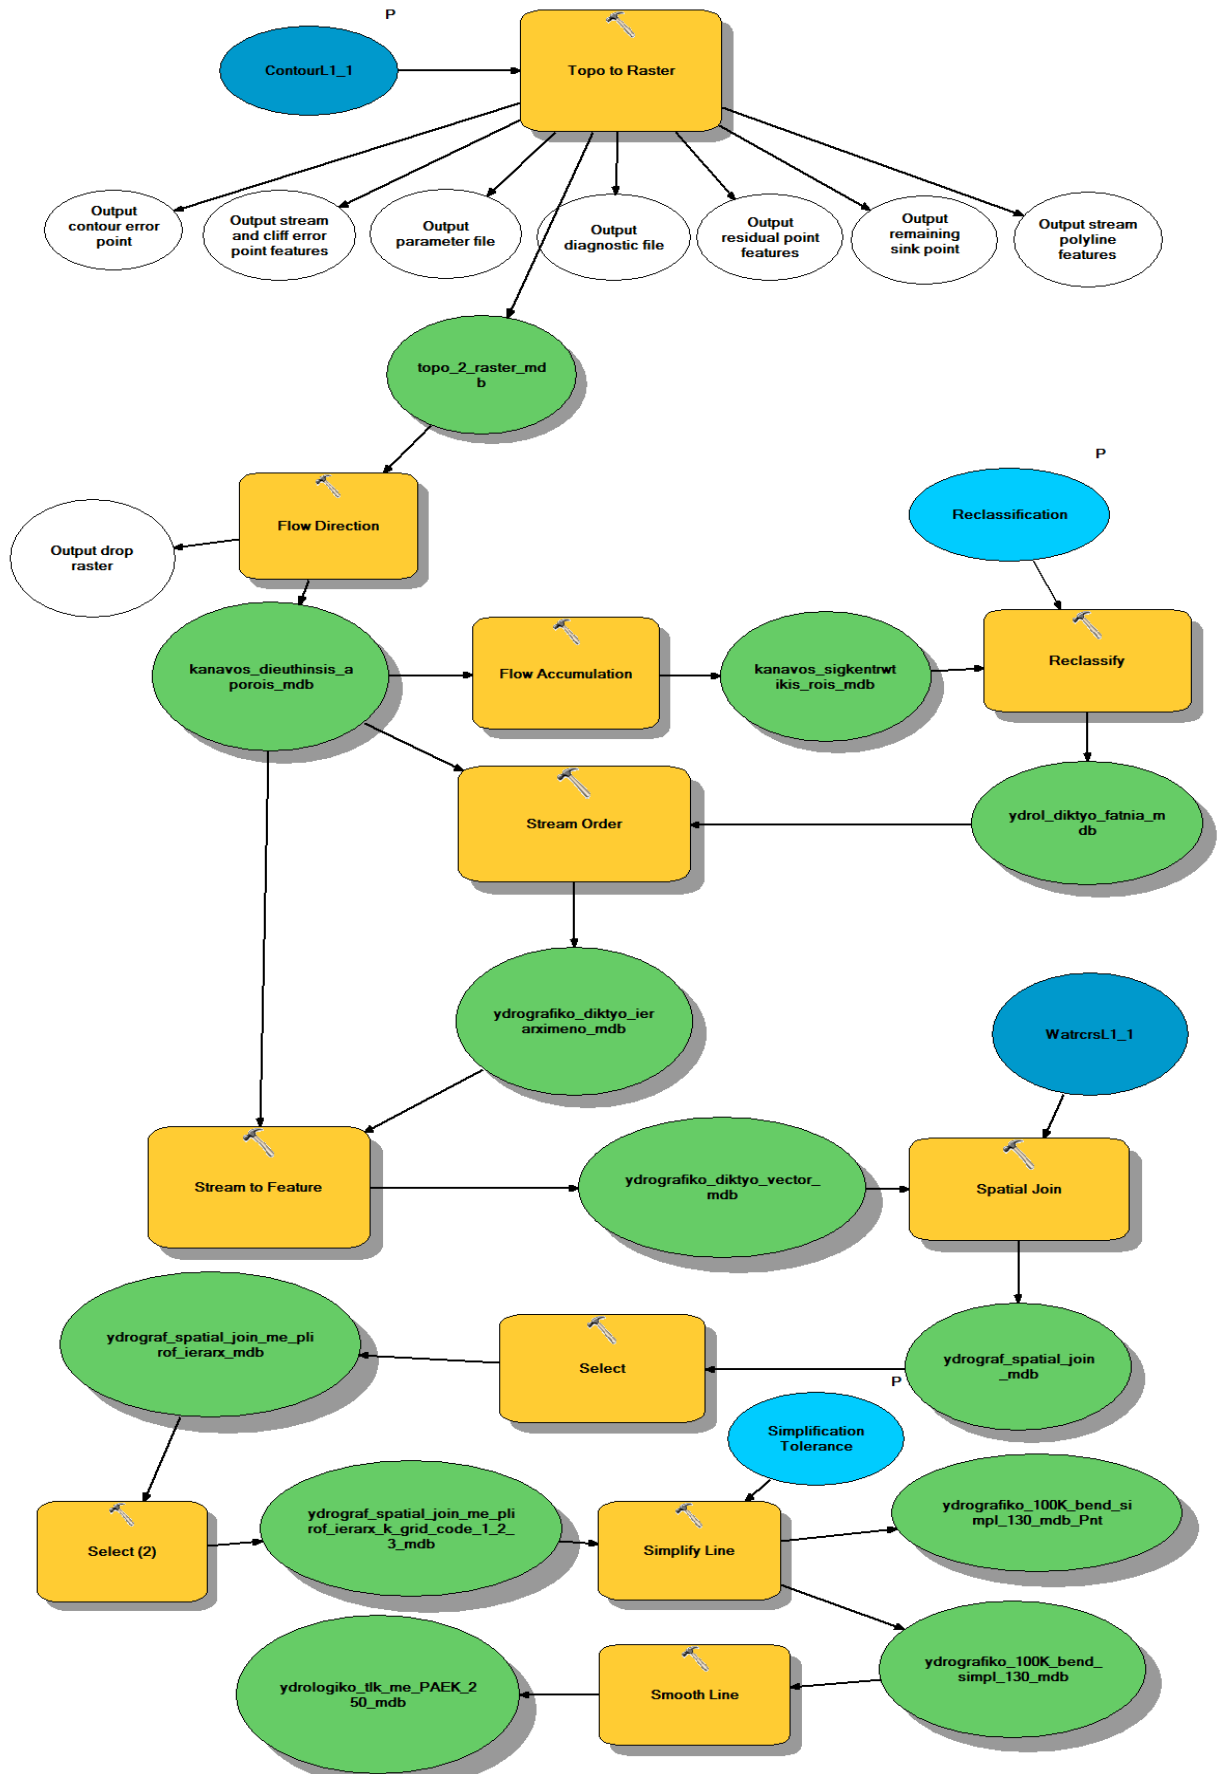 P
ContourL1_1
Topo to Raster
Output
contour error
point
Output stream
and cliff error
point features
Output
parameter file
Output
diagnostic file
Output
residual point
features
Output
remaining
sink point
Output stream
polyline
features
topo_2_raster_md
b
P
Flow Direction
Reclassification
Output drop
raster
kanavos_dieuthinsis_a
porois_mdb
Flow Accumulation
kanavos_sigkentrwt
ikis_rois_mdb
Reclassify
Stream Order
ydrol_diktyo_fatnia_m
db
ydrografiko_diktyo_ier
arximeno_mdb
WatrcrsL1_1
Stream to Feature
ydrografiko_diktyo_vector_
mdb
Spatial Join
ydrograf_spatial_join_me_pli
rof_ierarx_mdb
Select
ydrograf_spatial_join
_mdb
P
Simplification
Tolerance
Select (2)
ydrograf_spatial_join_me_pli
rof_ierarx_k_grid_code_1_2_
3_mdb
Simplify Line
ydrografiko_100K_bend_si
mpl_130_mdb_Pnt
ydrologiko_tlk_me_PAEK_2
50_mdb
Smooth Line
ydrografiko_100K_bend_
simpl_130_mdb